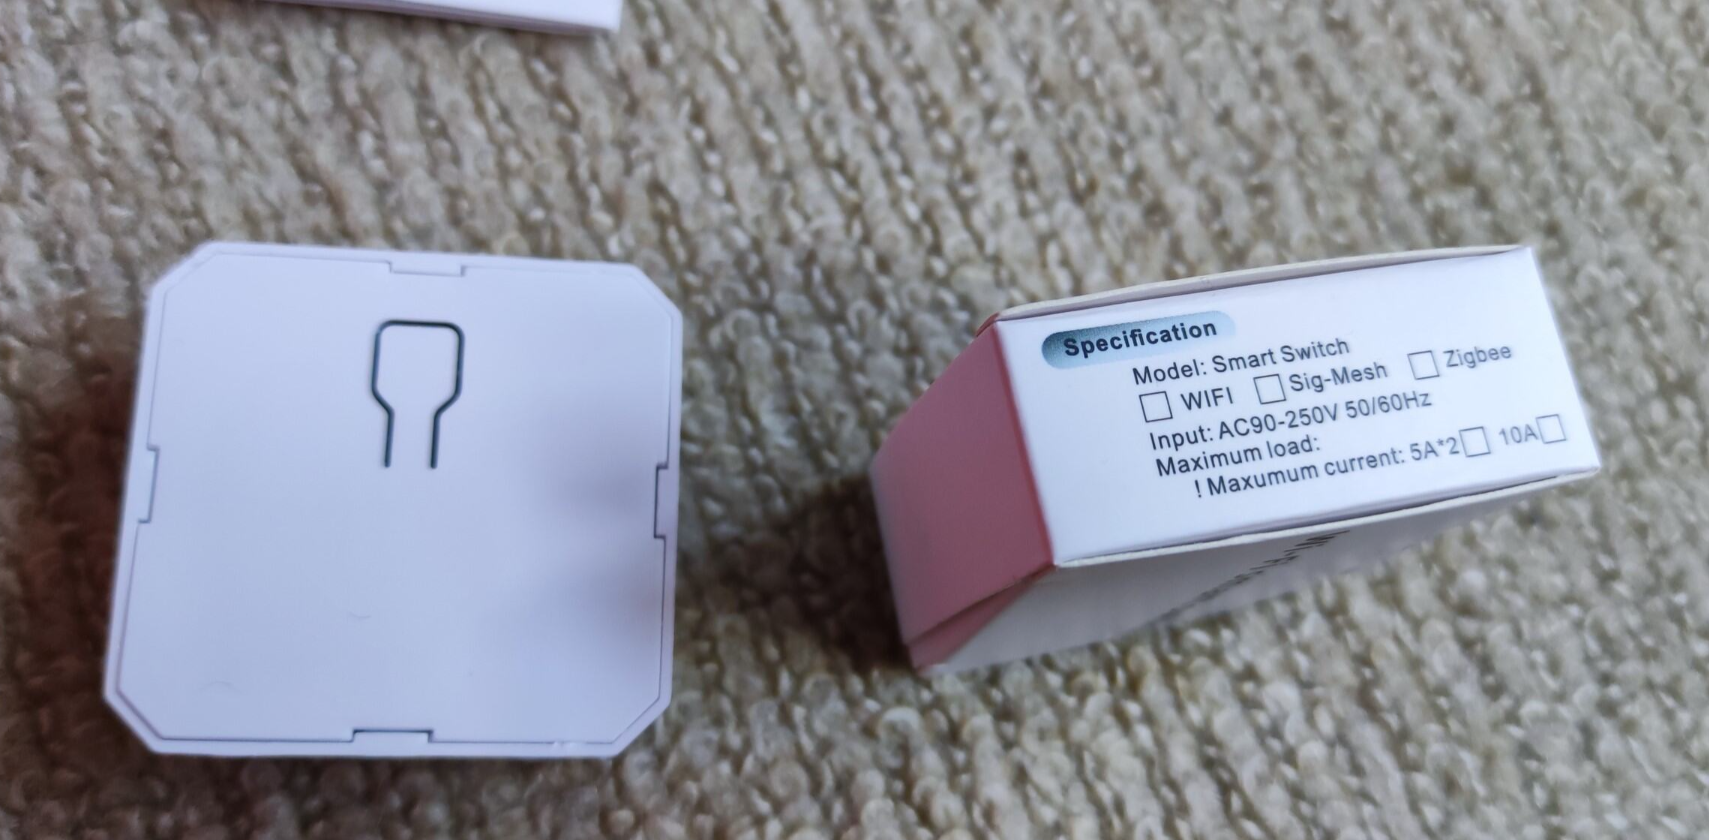 Specification
Model: Smart Switch
□ WIFI □ Sig-Mesh □ Zigbee
Input: AC90-250V 50/60Hz
Maximum load:
! Maxumum current: 5A*2□ 10A□